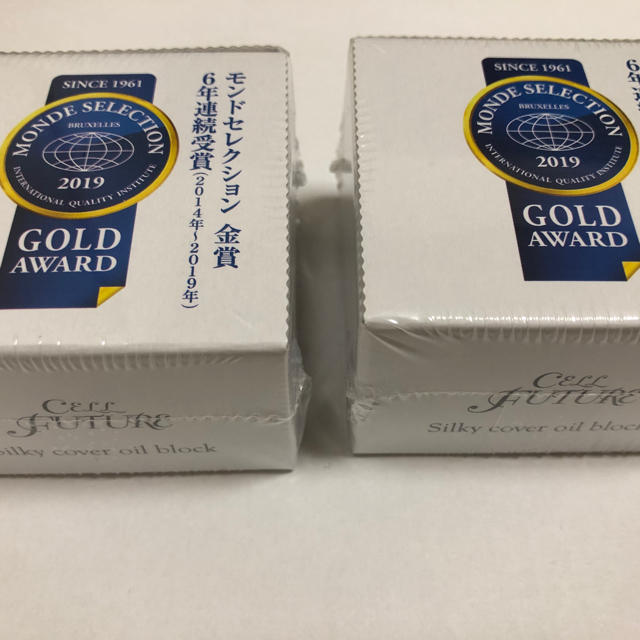 SINCE 1961
MONDE SELECTION
BRUXELLES
2019
INTERNATIONAL QUALITY INSTITUTE
GOLD
AWARD
モンドセレクション 金賞
6年連続受賞(2014年~2019年)
CELL
FUTURE
Silky cover oil block
SINCE 1961
MONDE SELECTION
BRUXELLES
2019
INTERNATIONAL QUALITY INSTITUTE
GOLD
AWARD
6年
CELL
FUTURE
Silky cover oil block